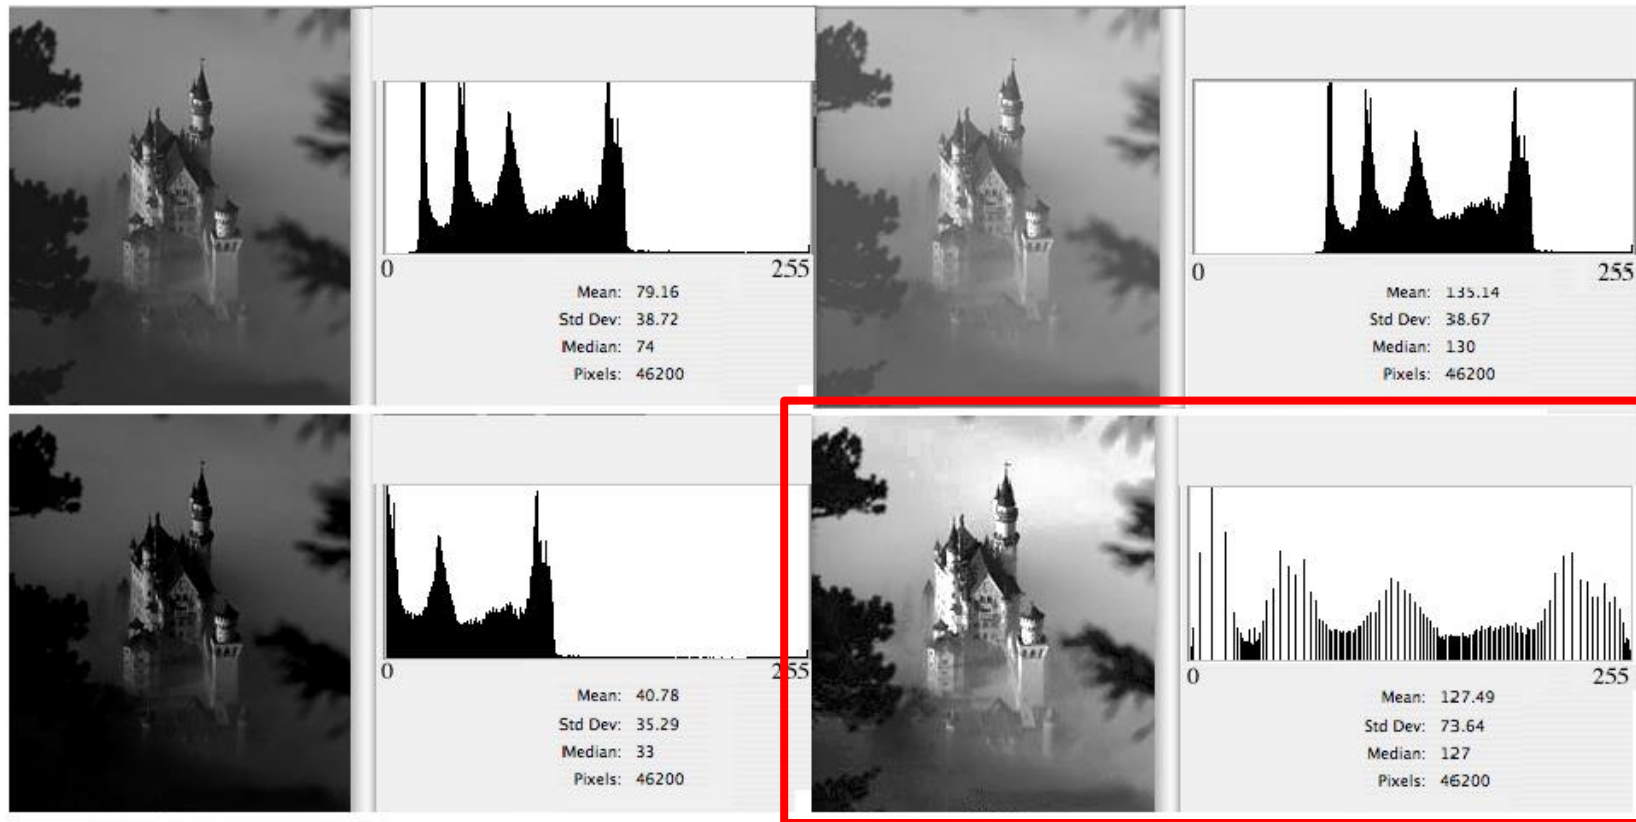 0 255
Mean: 79.16
Std Dev: 38.72
Median: 74
Pixels: 46200
0 255
Mean: 135.14
Std Dev: 38.67
Median: 130
Pixels: 46200
0 255
Mean: 40.78
Std Dev: 35.29
Median: 33
Pixels: 46200
0 255
Mean: 127.49
Std Dev: 73.64
Median: 127
Pixels: 46200